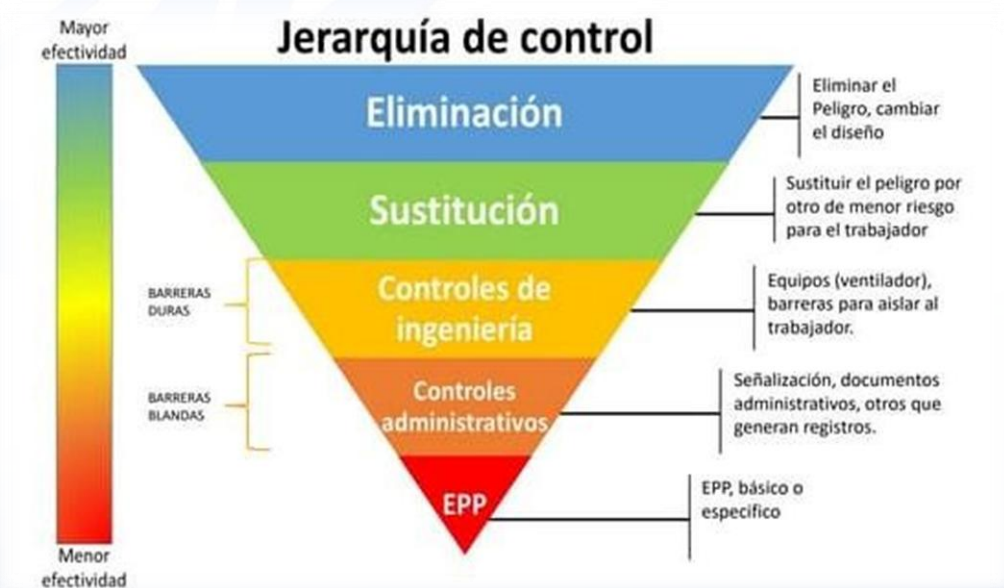 Jerarquía de control
Mayor
efectividad
Eliminación
Eliminar el
Peligro, cambiar
el diseño
Sustitución
Sustituir el peligro por
otro de menor riesgo
para el trabajador
BARRERAS
DURAS
Controles de
ingeniería
Equipos (ventilador),
barreras para aislar al
trabajador.
BARRERAS
BLANDAS
Controles
administrativos
Señalización, documentos
administrativos, otros que
generan registros.
EPP
EPP, básico o
especifico
Menor
efectividad